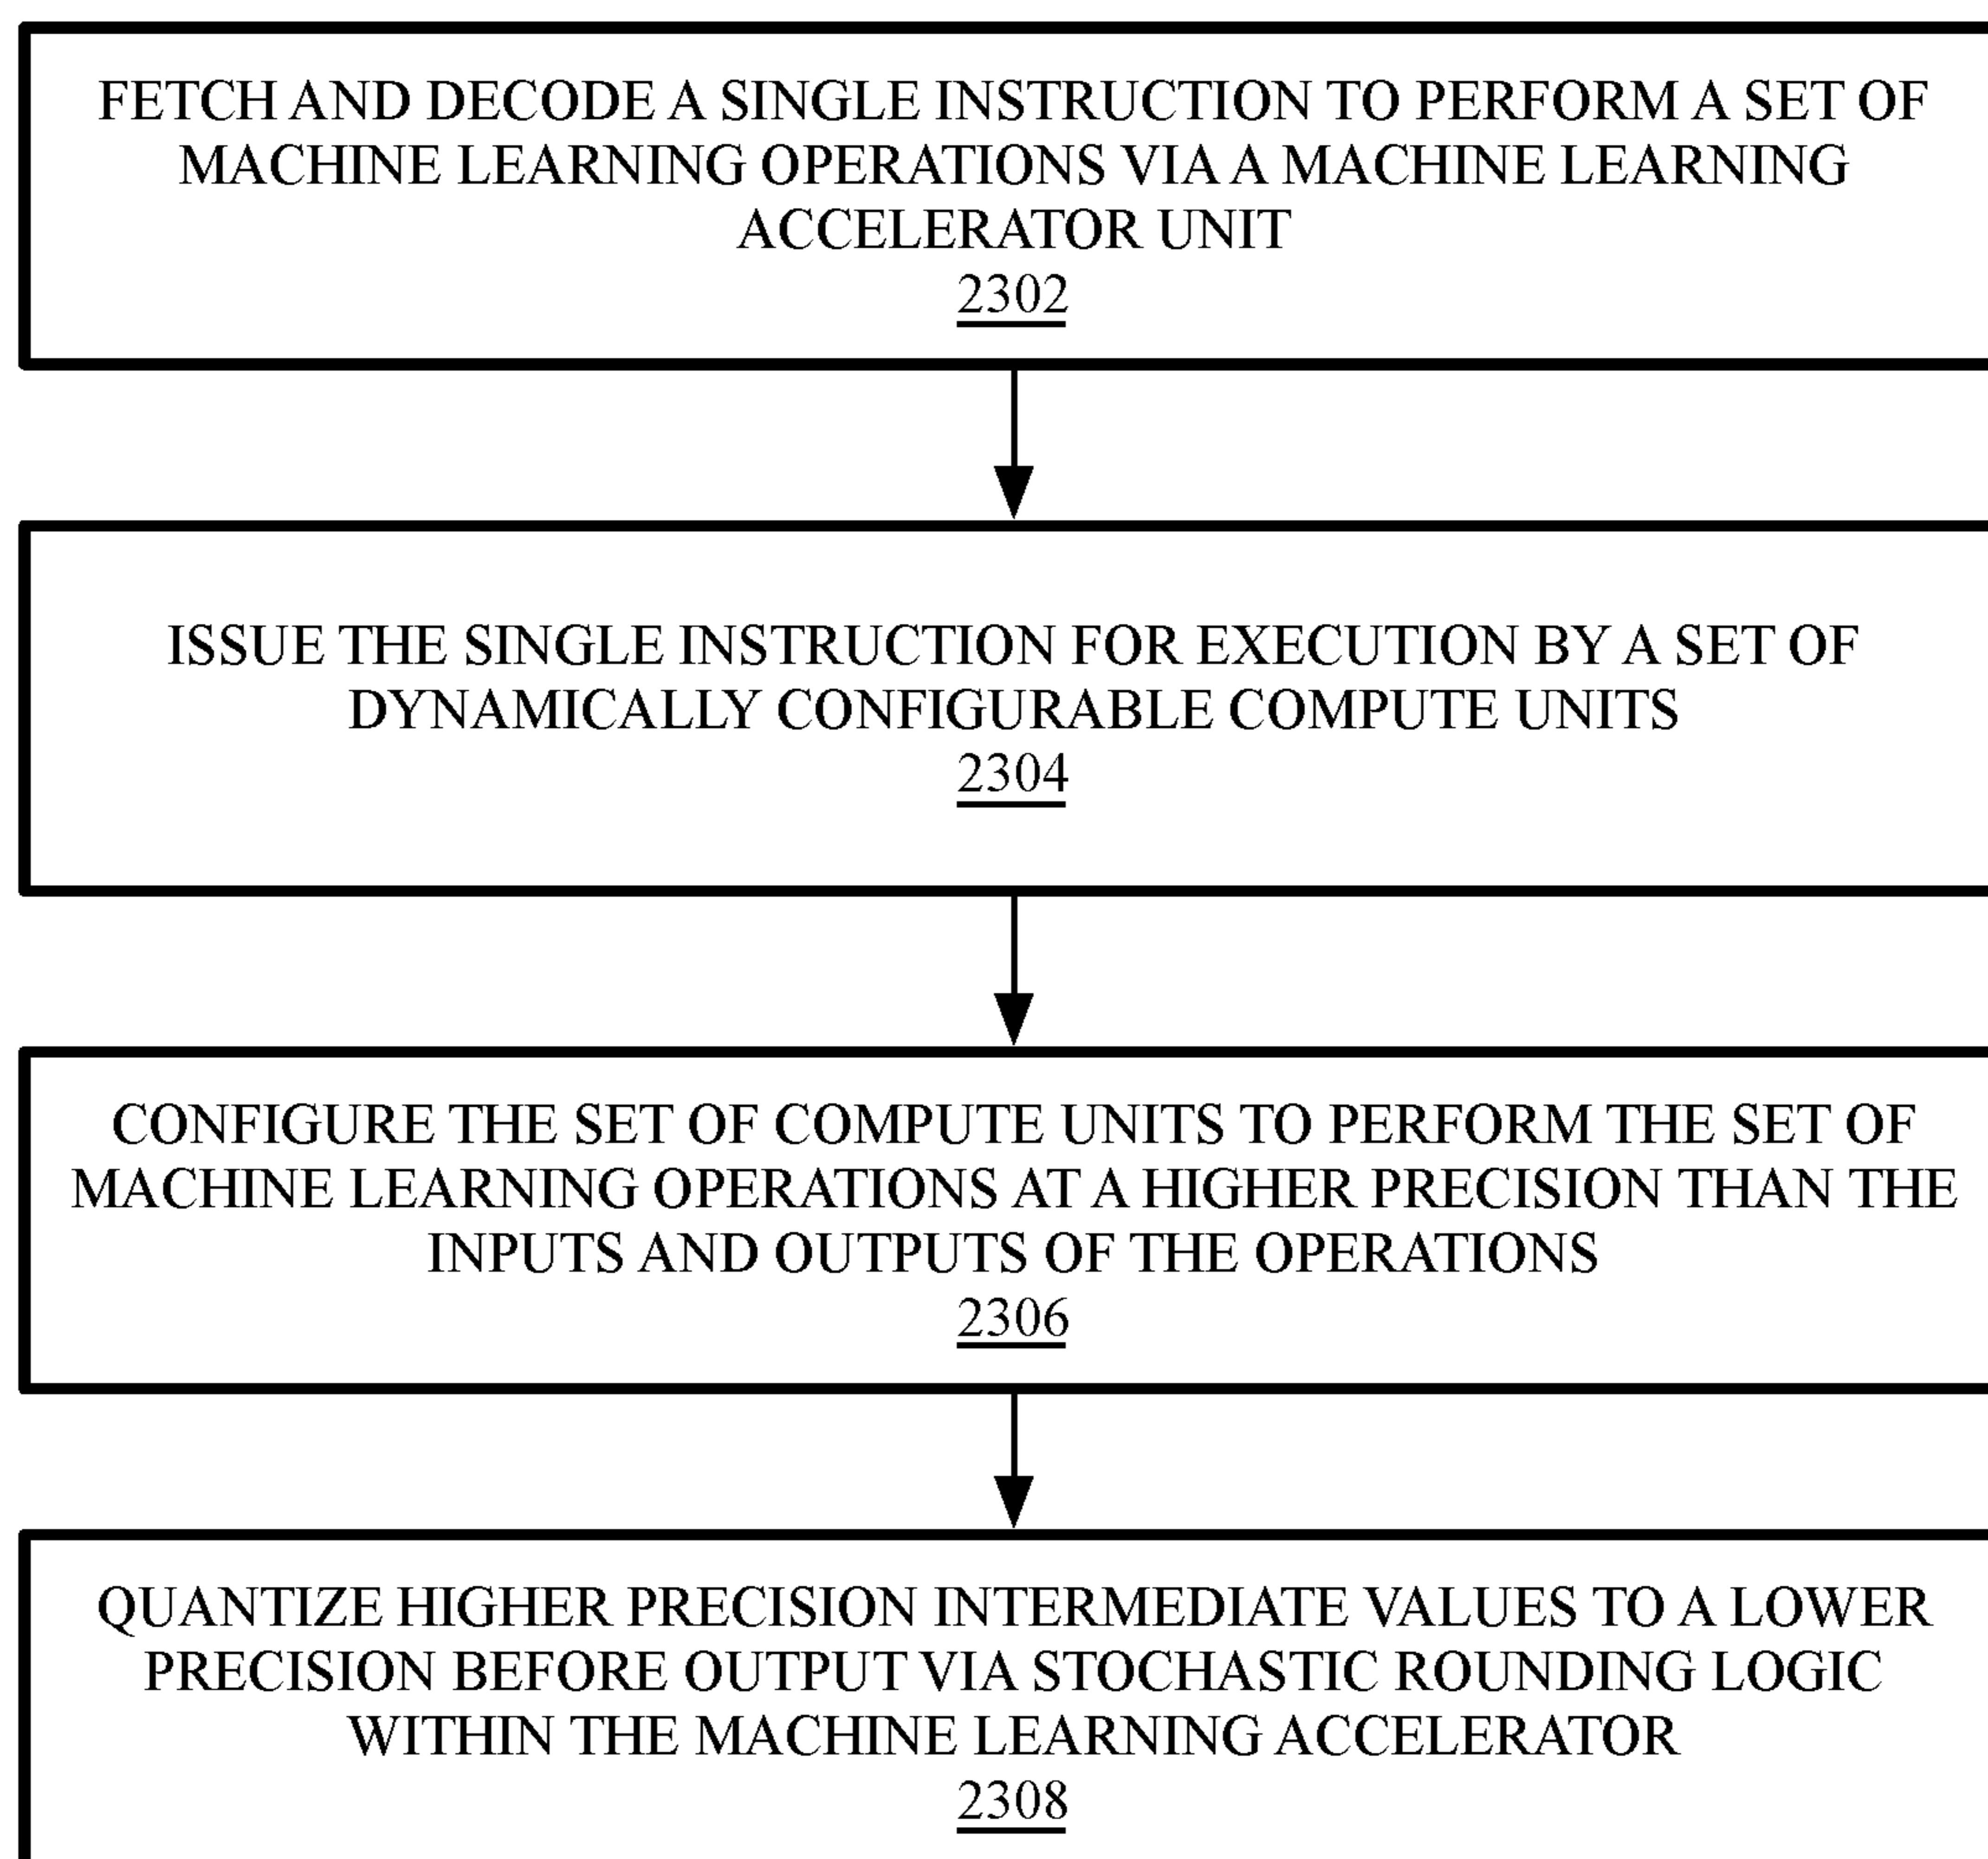 FETCH AND DECODE A SINGLE INSTRUCTION TO PERFORM A SET OF
MACHINE LEARNING OPERATIONS VIA A MACHINE LEARNING
ACCELERATOR UNIT
2302
ISSUE THE SINGLE INSTRUCTION FOR EXECUTION BY A SET OF
DYNAMICALLY CONFIGURABLE COMPUTE UNITS
2304
CONFIGURE THE SET OF COMPUTE UNITS TO PERFORM THE SET OF
MACHINE LEARNING OPERATIONS AT A HIGHER PRECISION THAN THE
INPUTS AND OUTPUTS OF THE OPERATIONS
2306
QUANTIZE HIGHER PRECISION INTERMEDIATE VALUES TO A LOWER
PRECISION BEFORE OUTPUT VIA STOCHASTIC ROUNDING LOGIC
WITHIN THE MACHINE LEARNING ACCELERATOR
2308